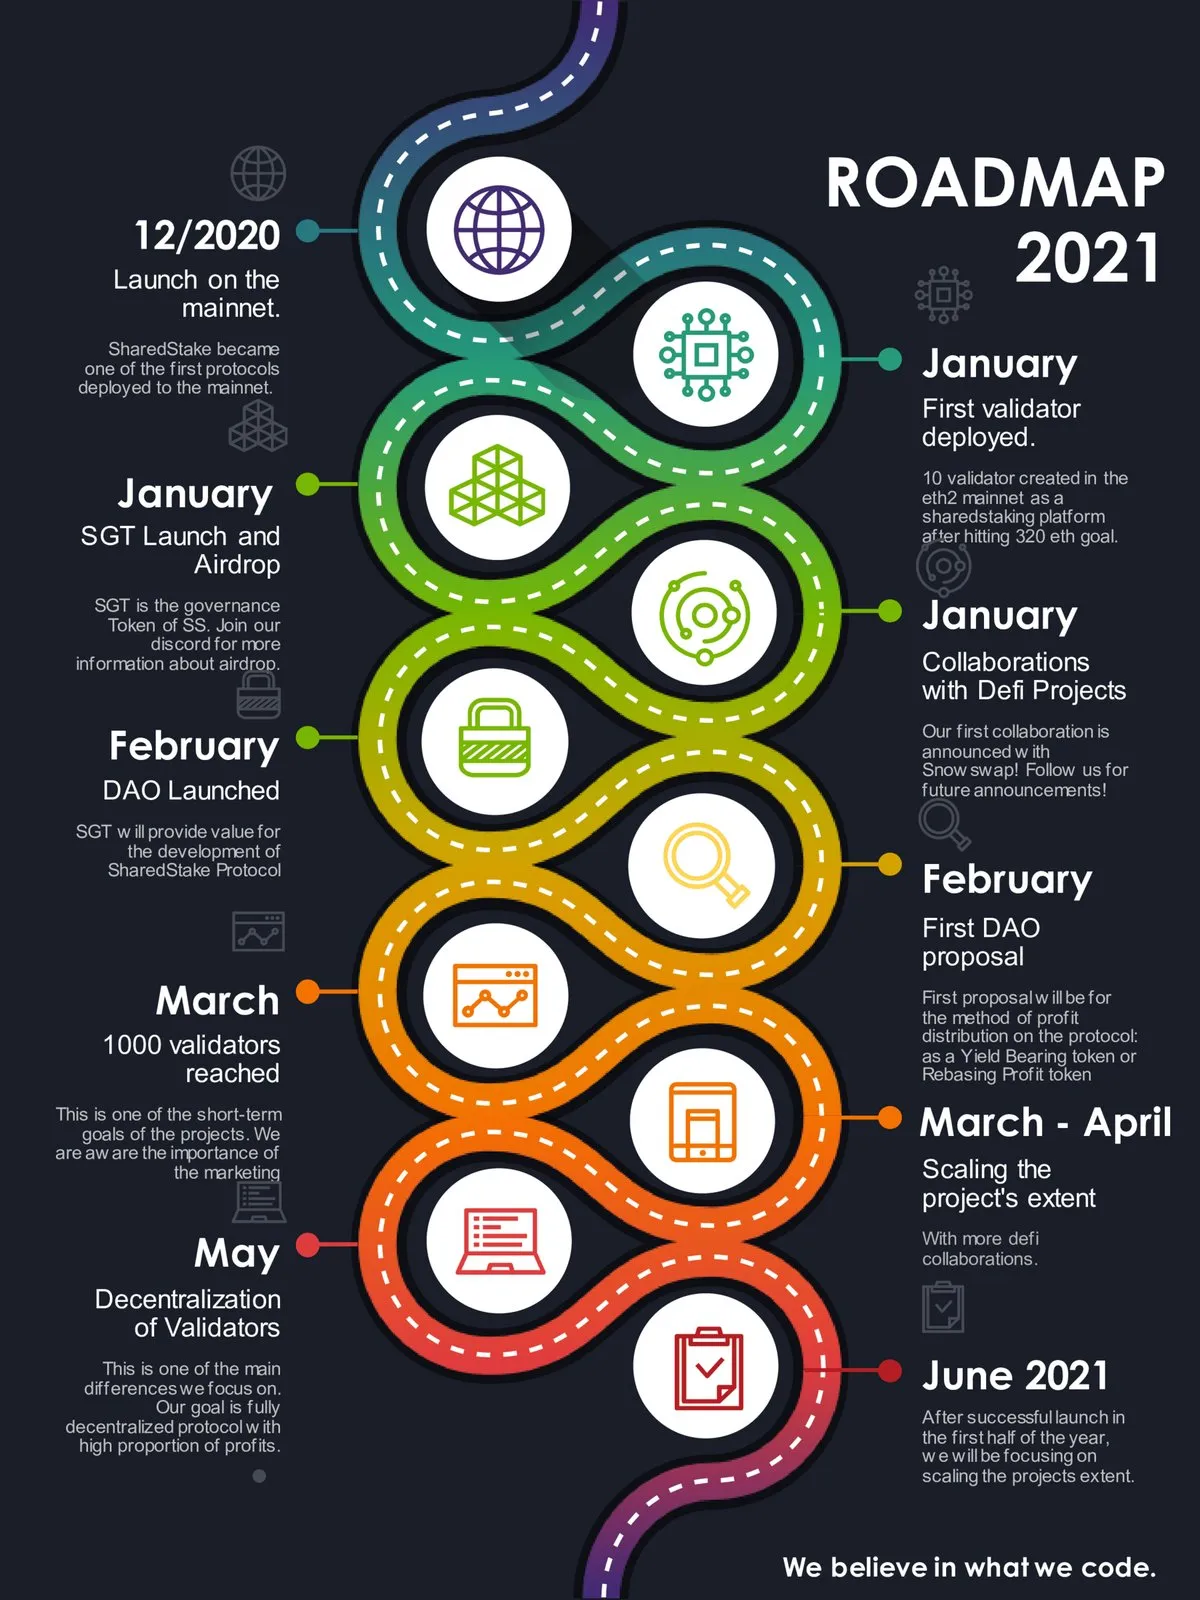 ROADMAP
2021
12/2020
Launch on the
mainnet.
SharedStake became
one of the first protocols
deployed to the mainnet.
January
First validator
deployed.
10 validator created in the
eth2 mainnet as a
sharedstaking platform
after hitting 320 eth goal.
January
SGT Launch and
Airdrop
SGT is the governance
Token of SS. Join our
discord for more
information about airdrop.
January
Collaborations
with Defi Projects
Our first collaboration is
announced with
Snowswap! Follow us for
future announcements!
February
DAO Launched
SGT will provide value for
the development of
SharedStake Protocol
February
First DAO
proposal
First proposal will be for
the method of profit
distribution on the protocol:
as a Yield Bearing token or
Rebasing Profit token
March
1000 validators
reached
This is one of the short-term
goals of the projects. We
are aware the importance of
the marketing
March - April
Scaling the
project's extent
With more defi
collaborations.
May
Decentralization
of Validators
This is one of the main
differences we focus on.
Our goal is fully
decentralized protocol with
high proportion of profits.
June 2021
After successful launch in
the first half of the year,
we will be focusing on
scaling the projects extent.
We believe in what we code.